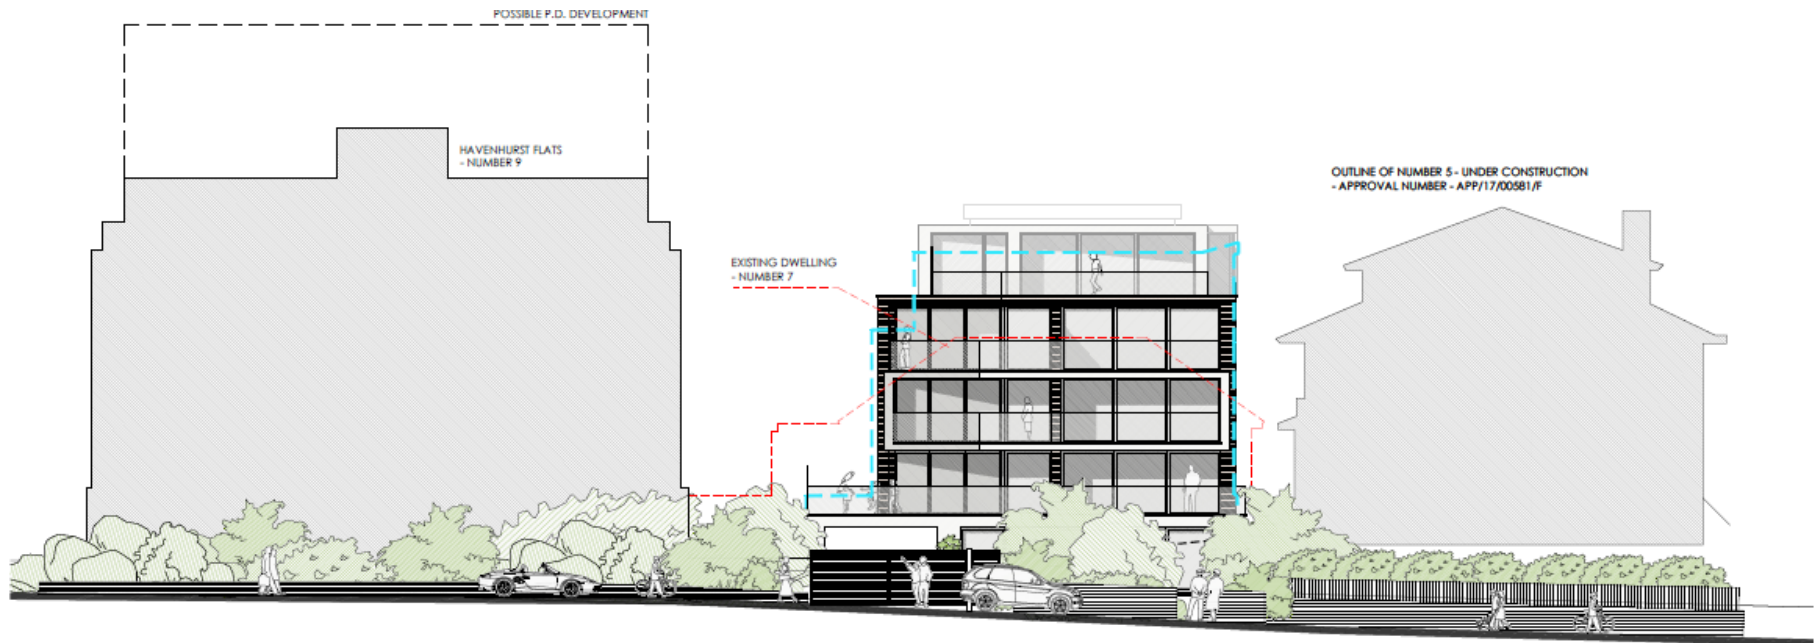 POSSIBLE P.D. DEVELOPMENT
HAVENHURST FLATS
- NUMBER 9
EXISTING DWELLING
- NUMBER 7
OUTLINE OF NUMBER 5 - UNDER CONSTRUCTION
- APPROVAL NUMBER - APP/17/00581/F